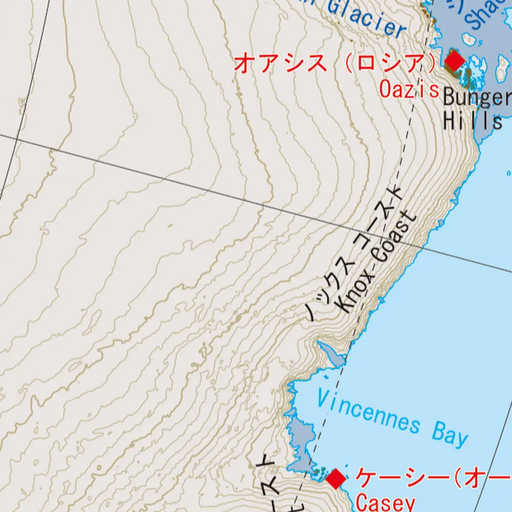 Glacier
オアシス（ロシア）
Oazis
Bunger
Hills
ノックス コースト
Knox Coast
Vincennes Bay
ケーシー(オー
Casey